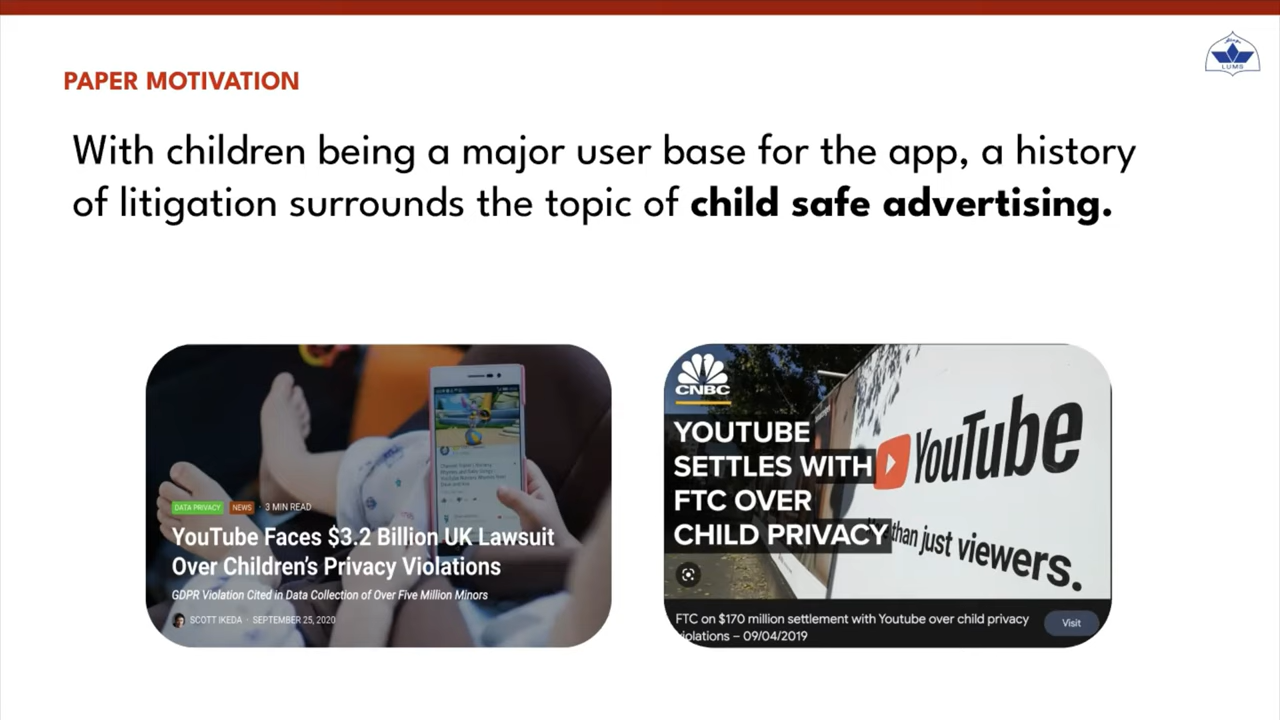 LUMS
PAPER MOTIVATION
With children being a major user base for the app, a history
of litigation surrounds the topic of child safe advertising.
DATA PRIVACY NEWS · 3 MIN READ
YouTube Faces $3.2 Billion UK Lawsuit
Over Children's Privacy Violations
GDPR Violation Cited in Data Collection of Over Five Million Minors
SCOTT IKEDA · SEPTEMBER 25, 2020
CNBC
YOUTUBE
SETTLES WITH
FTC OVER
CHILD PRIVACY
YouTube
than just viewers.
FTC on $170 million settlement with Youtube over child privacy
violations – 09/04/2019
Visit